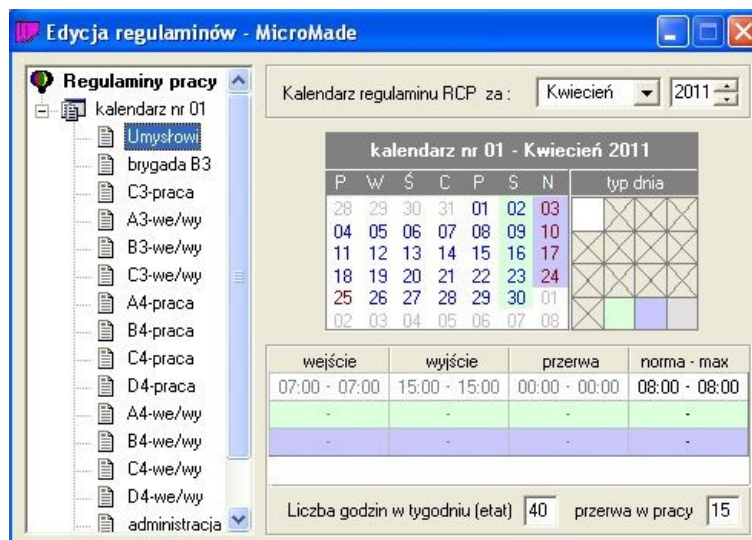 Edycja regulaminów - MicroMade
Regulaminy pracy
kalendarz nr 01
Umysłowi
brygada B3
C3-praca
A3-we/wy
B3-we/wy
C3-we/wy
A4-praca
B4-praca
C4-praca
D4-praca
A4-we/wy
B4-we/wy
C4-we/wy
D4-we/wy
administracja
Kalendarz regulaminu RCP za : Kwiecień 2011
kalendarz nr 01 - Kwiecień 2011
P W Ś C P S N typ dnia
28 29 30 31 01 02 03
04 05 06 07 08 09 10
11 12 13 14 15 16 17
18 19 20 21 22 23 24
25 26 27 28 29 30 01
02 03 04 05 06 07 08
wejście wyjście przerwa norma - max
07:00 - 07:00 15:00 - 15:00 00:00 - 00:00 08:00 - 08:00
- - - -
- - - -
Liczba godzin w tygodniu (etat) 40 przerwa w pracy 15